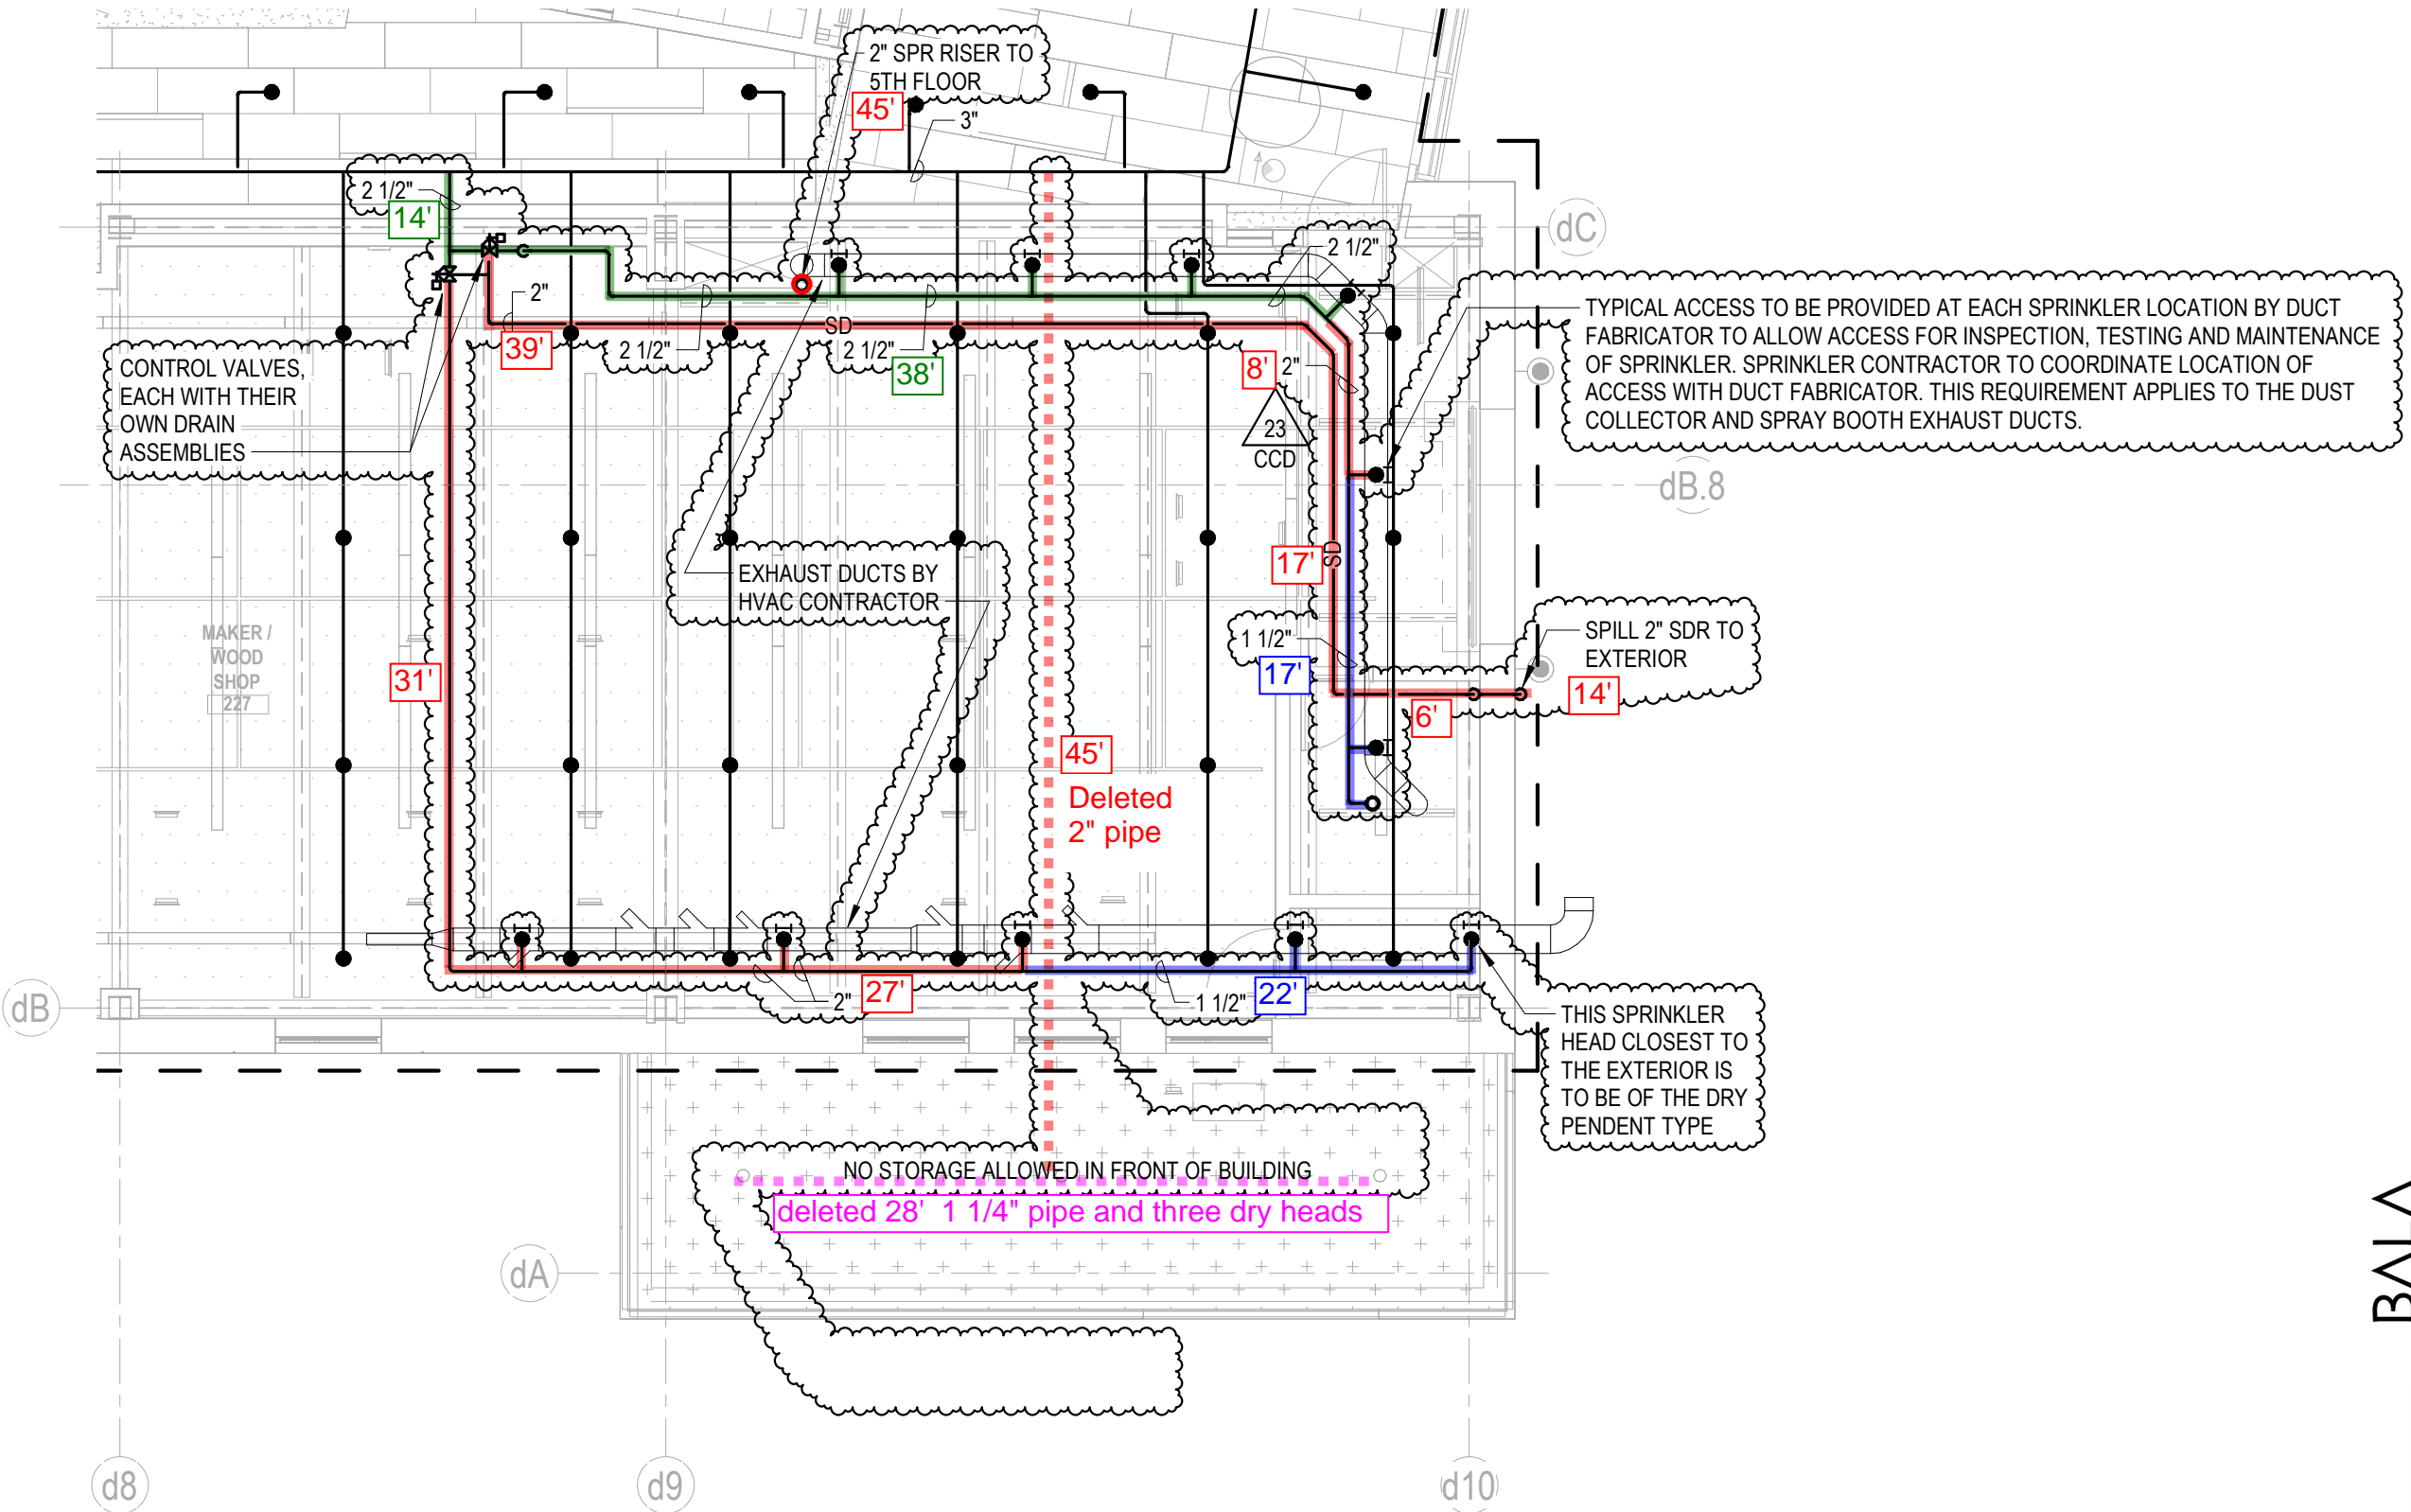 2" SPR RISER TO
5TH FLOOR
45'
3"
2 1/2"
14'
dC
2 1/2"
2"
39'
SD
2 1/2"
2 1/2"
38'
8'
2"
23
CCD
TYPICAL ACCESS TO BE PROVIDED AT EACH SPRINKLER LOCATION BY DUCT
FABRICATOR TO ALLOW ACCESS FOR INSPECTION, TESTING AND MAINTENANCE
OF SPRINKLER. SPRINKLER CONTRACTOR TO COORDINATE LOCATION OF
ACCESS WITH DUCT FABRICATOR. THIS REQUIREMENT APPLIES TO THE DUST
COLLECTOR AND SPRAY BOOTH EXHAUST DUCTS.
CONTROL VALVES,
EACH WITH THEIR
OWN DRAIN
ASSEMBLIES
dB.8
EXHAUST DUCTS BY
HVAC CONTRACTOR
17'
SD
MAKER /
WOOD
SHOP
227
31'
1 1/2"
17'
SPILL 2" SDR TO
EXTERIOR
14'
6'
45'
Deleted
2" pipe
dB
2"
27'
1 1/2"
22'
THIS SPRINKLER
HEAD CLOSEST TO
THE EXTERIOR IS
TO BE OF THE DRY
PENDENT TYPE
NO STORAGE ALLOWED IN FRONT OF BUILDING
deleted 28' 1 1/4" pipe and three dry heads
dA
BALA
d8
d9
d10